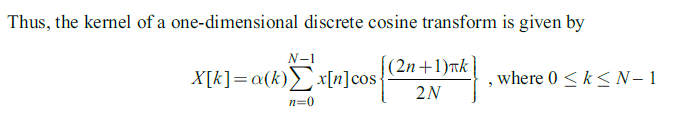 Thus, the kernel of a one-dimensional discrete cosine transform is given by
X[k]=α(k)∑_{n=0}^{N−1} x[n]cos{(2n+1)πk / 2N}, where 0 ≤ k ≤ N− 1